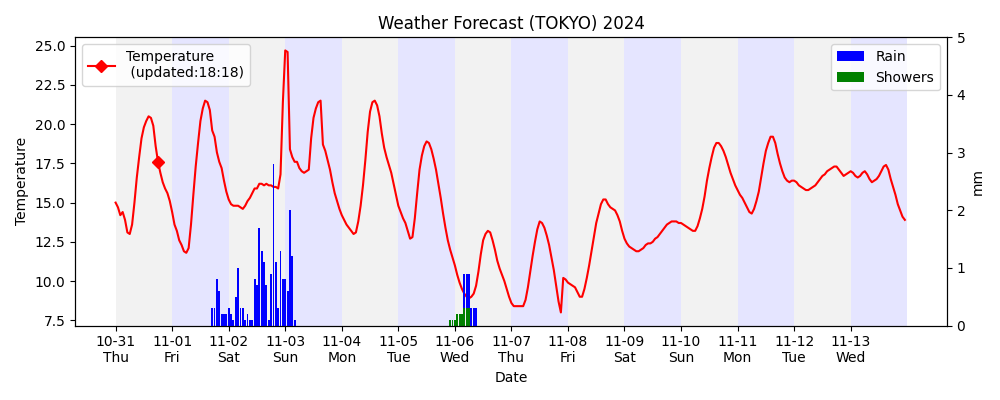 Weather Forecast (TOKYO) 2024
Temperature
(updated:18:18)
Rain
Showers
25.0
22.5
20.0
17.5
15.0
12.5
10.0
7.5
Temperature
5
4
3
2
1
0
mm
10-31 11-01 11-02 11-03 11-04 11-05 11-06 11-07 11-08 11-09 11-10 11-11 11-12 11-13
Thu Fri Sat Sun Mon Tue Wed Thu Fri Sat Sun Mon Tue Wed
Date